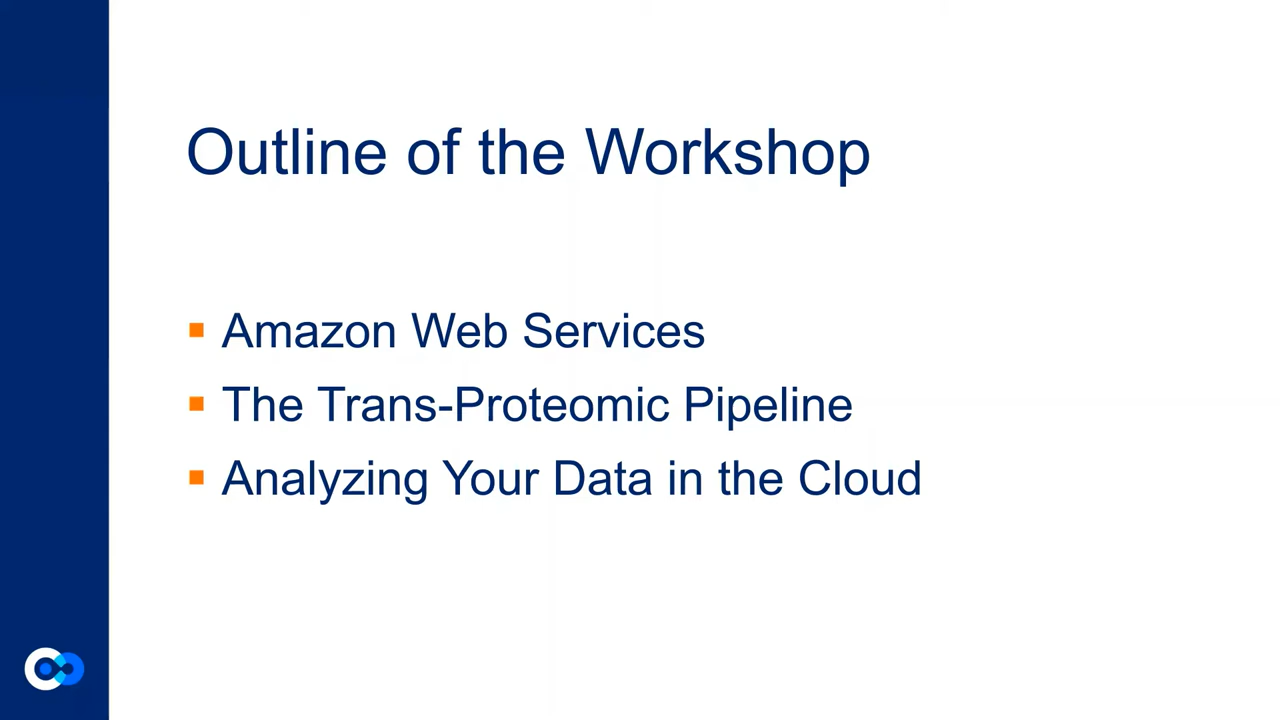 Outline of the Workshop
Amazon Web Services
The Trans-Proteomic Pipeline
Analyzing Your Data in the Cloud